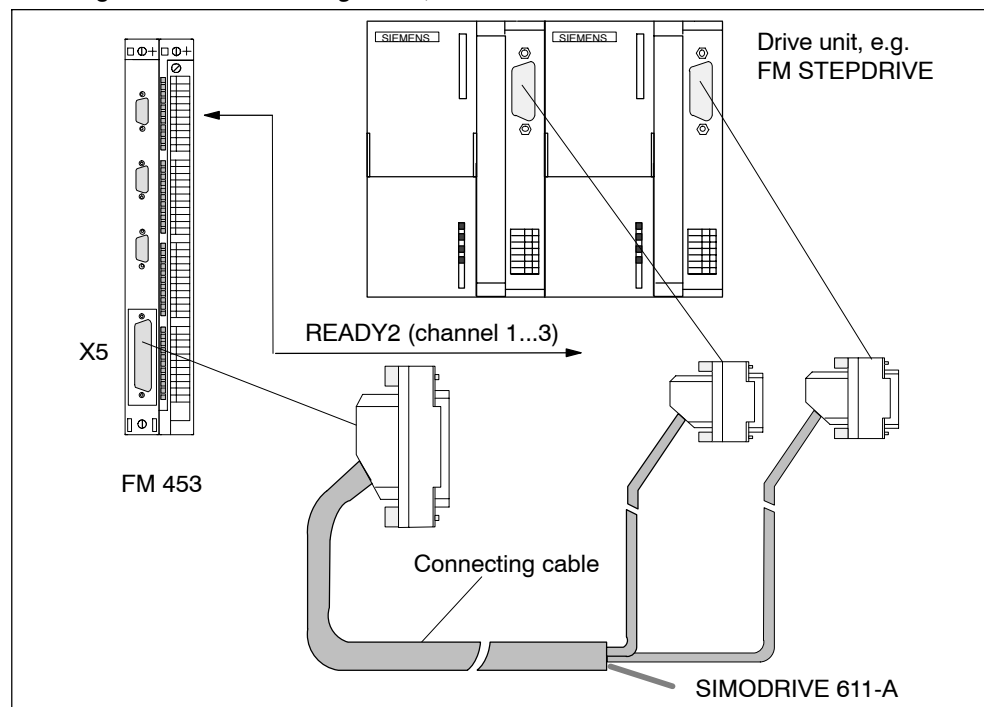 SIEMENS
SIEMENS
Drive unit, e.g.
FM STEPDRIVE
READY2 (channel 1...3)
X5
FM 453
Connecting cable
SIMODRIVE 611-A